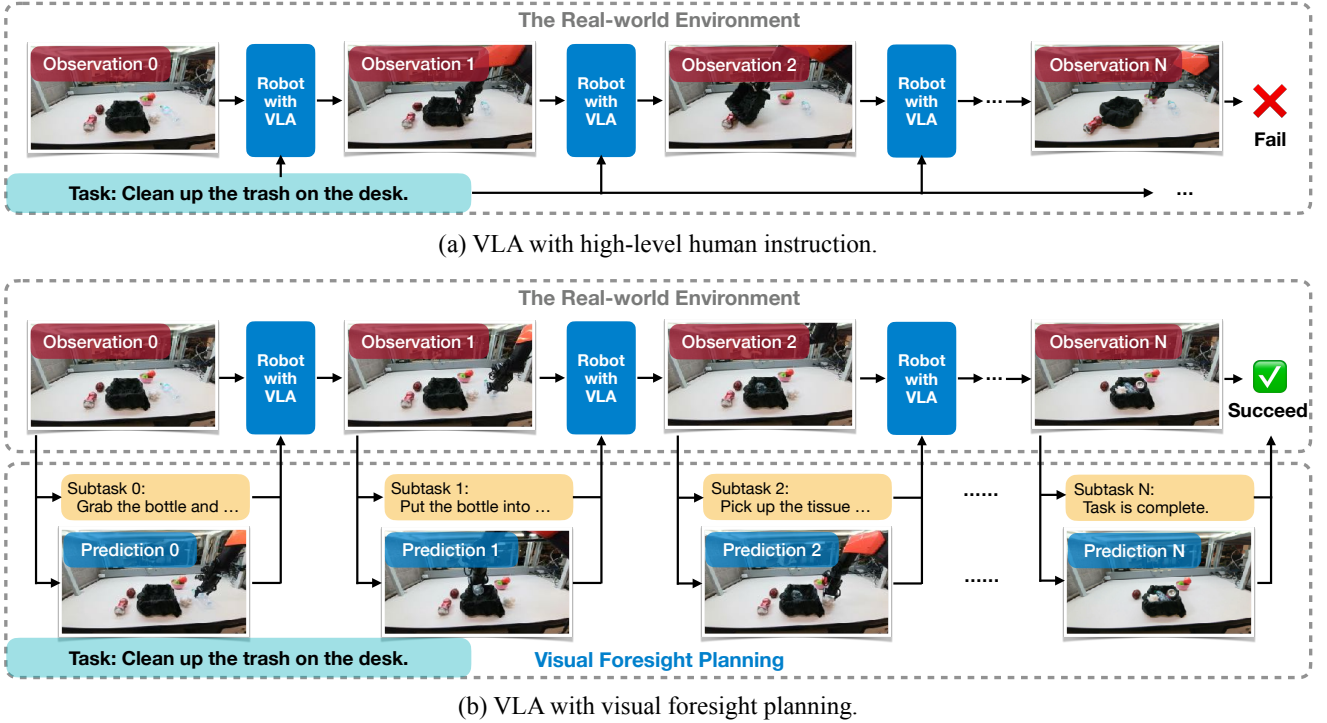 The Real-world Environment
Observation 0
Robot
with
VLA
Observation 1
Robot
with
VLA
Observation 2
Robot
with
VLA
...
Observation N
Fail
Task: Clean up the trash on the desk.
...
(a) VLA with high-level human instruction.
The Real-world Environment
Observation 0
Robot
with
VLA
Observation 1
Robot
with
VLA
Observation 2
Robot
with
VLA
...
Observation N
Succeed
Subtask 0:
Grab the bottle and ...
Subtask 1:
Put the bottle into ...
Subtask 2:
Pick up the tissue ...
......
Subtask N:
Task is complete.
Prediction 0
Prediction 1
Prediction 2
......
Prediction N
Task: Clean up the trash on the desk.
Visual Foresight Planning
(b) VLA with visual foresight planning.